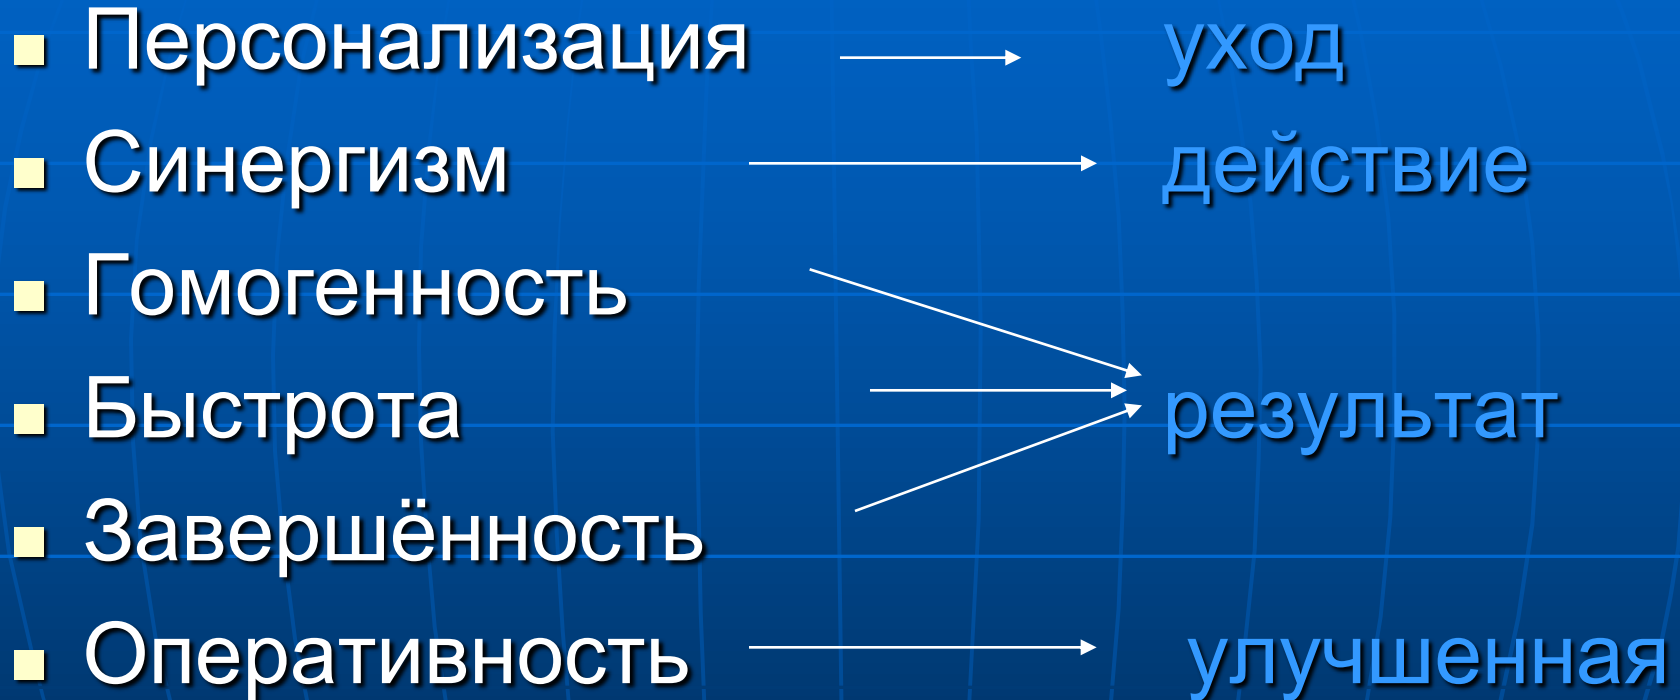 Персонализация уход
Синергизм действие
Гомогенность
Быстрота результат
Завершённость
Оперативность улучшенная